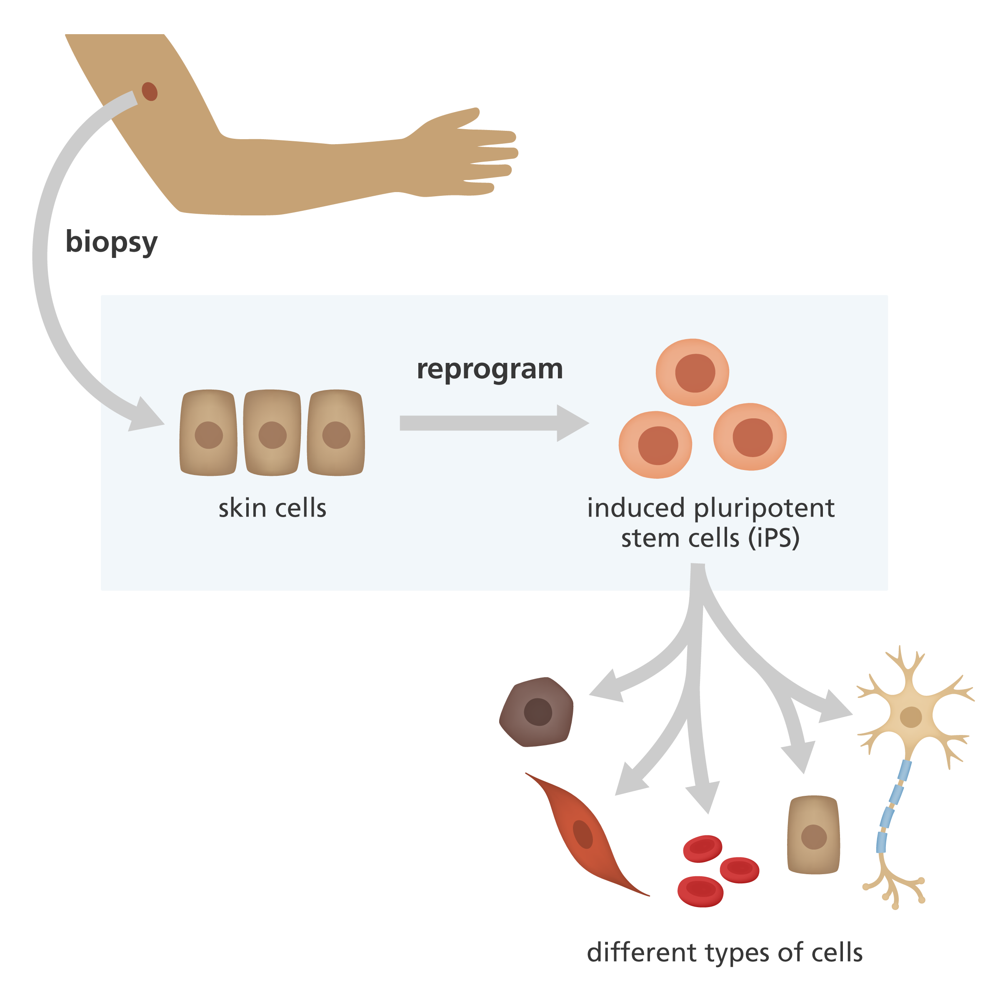 biopsy
reprogram
skin cells
induced pluripotent
stem cells (iPS)
different types of cells